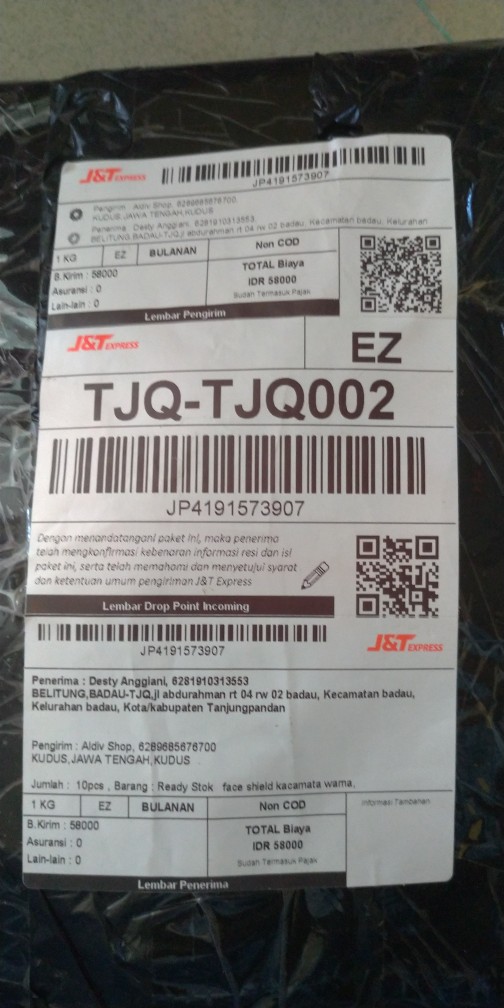 J&T EXPRESS
JP4191573907
Pengirim : Aldiv Shop, 6289685676700,
KUDUS,JAWA TENGAH,KUDUS
Penerima : Desty Anggiani, 6281910313553,
BELITUNG,BADAU-TJQ,jl abdurahman rt 04 rw 02 badau, Kecamatan badau, Kelurahan
1 KG EZ BULANAN Non COD
B.Kirim : 58000
Asuransi : 0
Lain-lain : 0
TOTAL Biaya
IDR 58000
Sudah Termasuk Pajak
Lembar Pengirim
J&T EXPRESS
EZ
TJQ-TJQ002
JP4191573907
Dengan menandatangani paket ini, maka penerima
telah mengkonfirmasi kebenaran informasi resi dan isi
paket ini, serta telah memahami dan menyetujui syarat
dan ketentuan umum pengiriman J&T Express
Lembar Drop Point Incoming
JP4191573907
J&T EXPRESS
Penerima : Desty Anggiani, 6281910313553
BELITUNG,BADAU-TJQ,jl abdurahman rt 04 rw 02 badau, Kecamatan badau,
Kelurahan badau, Kota/kabupaten Tanjungpandan
Pengirim : Aldiv Shop, 6289685676700
KUDUS,JAWA TENGAH,KUDUS
Jumlah : 10pcs , Barang : Ready Stok face shield kacamata warna,
1 KG EZ BULANAN Non COD
Informasi Tambahan
B.Kirim : 58000
Asuransi : 0
Lain-lain : 0
TOTAL Biaya
IDR 58000
Sudah Termasuk Pajak
Lembar Penerima